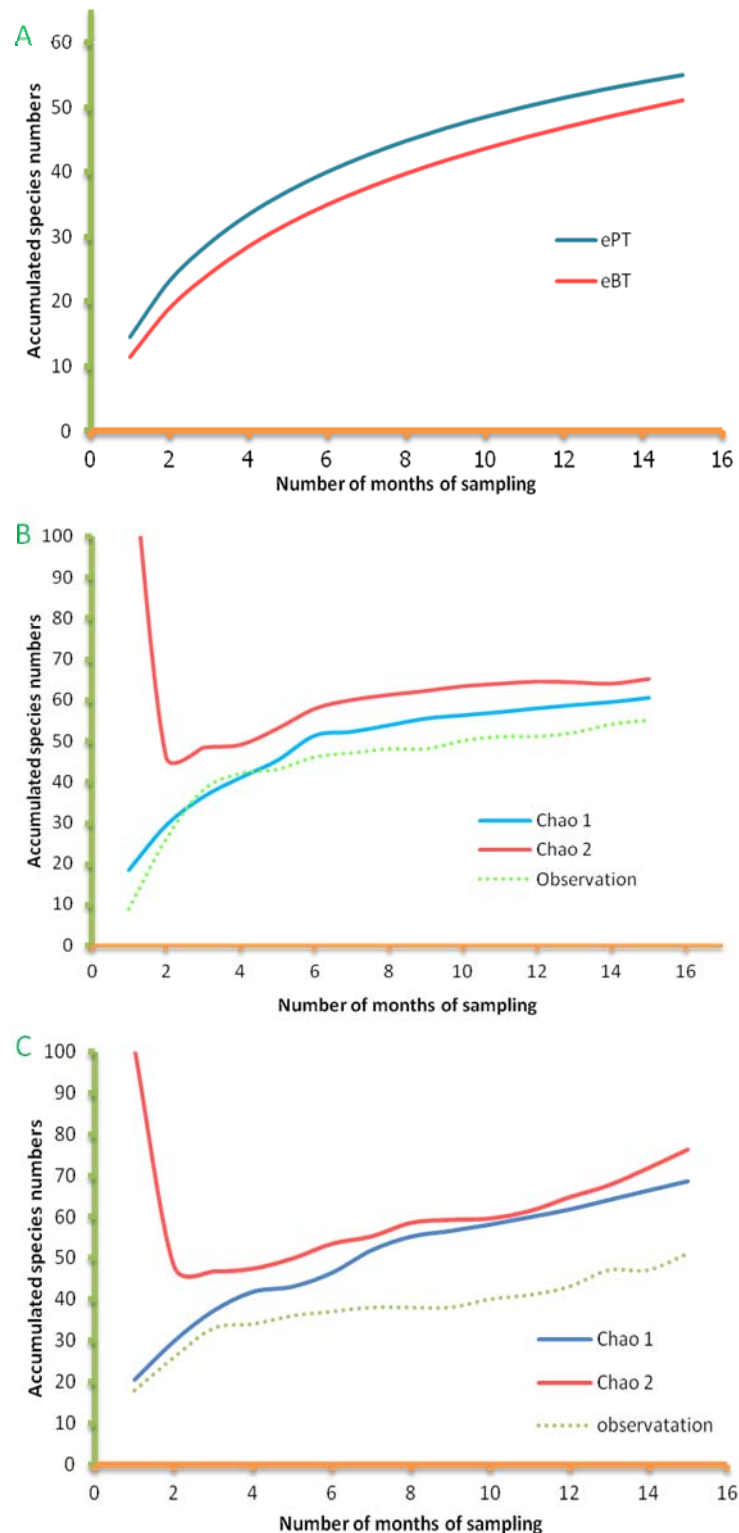 A
Accumulated species numbers
60
50
40
30
20
10
0
ePT
eBT
0 2 4 6 8 10 12 14 16
Number of months of sampling
B
Accumulated species numbers
100
90
80
70
60
50
40
30
20
10
0
Chao 1
Chao 2
Observation
0 2 4 6 8 10 12 14 16
Number of months of sampling
C
Accumulated species numbers
100
90
80
70
60
50
40
30
20
10
0
Chao 1
Chao 2
observatation
0 2 4 6 8 10 12 14 16
Number of months of sampling